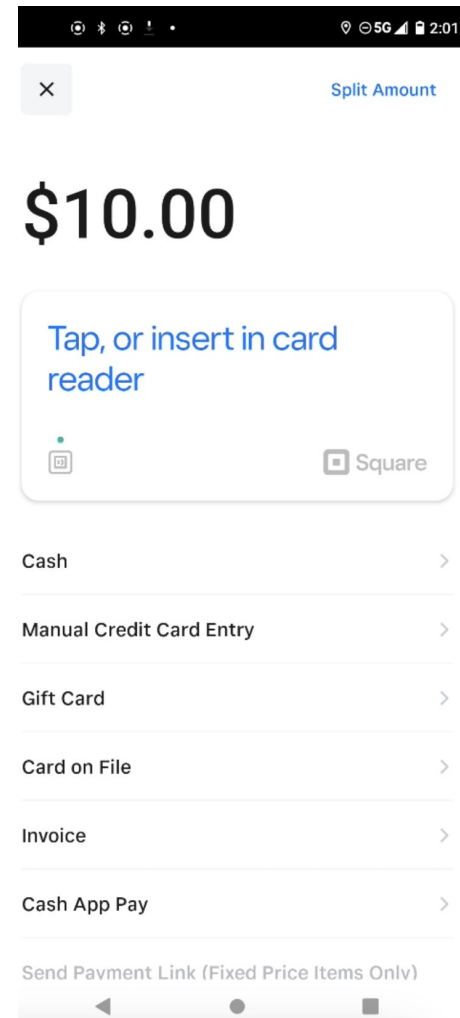 5G 2:01
Split Amount
$10.00
Tap, or insert in card
reader
Square
Cash
Manual Credit Card Entry
Gift Card
Card on File
Invoice
Cash App Pay
Send Payment Link (Fixed Price Items Only)